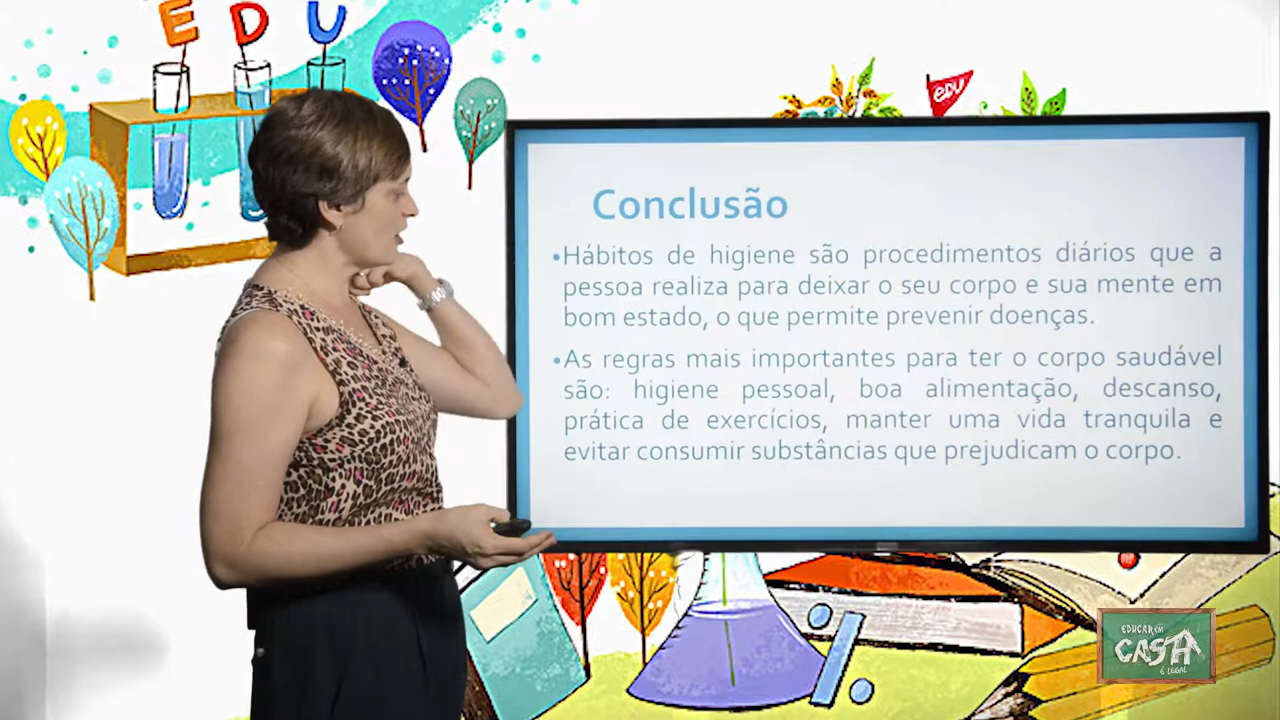 EDU
EDU
Conclusão
•Hábitos de higiene são procedimentos diários que a
pessoa realiza para deixar o seu corpo e sua mente em
bom estado, o que permite prevenir doenças.
•As regras mais importantes para ter o corpo saudável
são: higiene pessoal, boa alimentação, descanso,
prática de exercícios, manter uma vida tranquila e
evitar consumir substâncias que prejudicam o corpo.
EDUCAR EM
CASA
É LEGAL